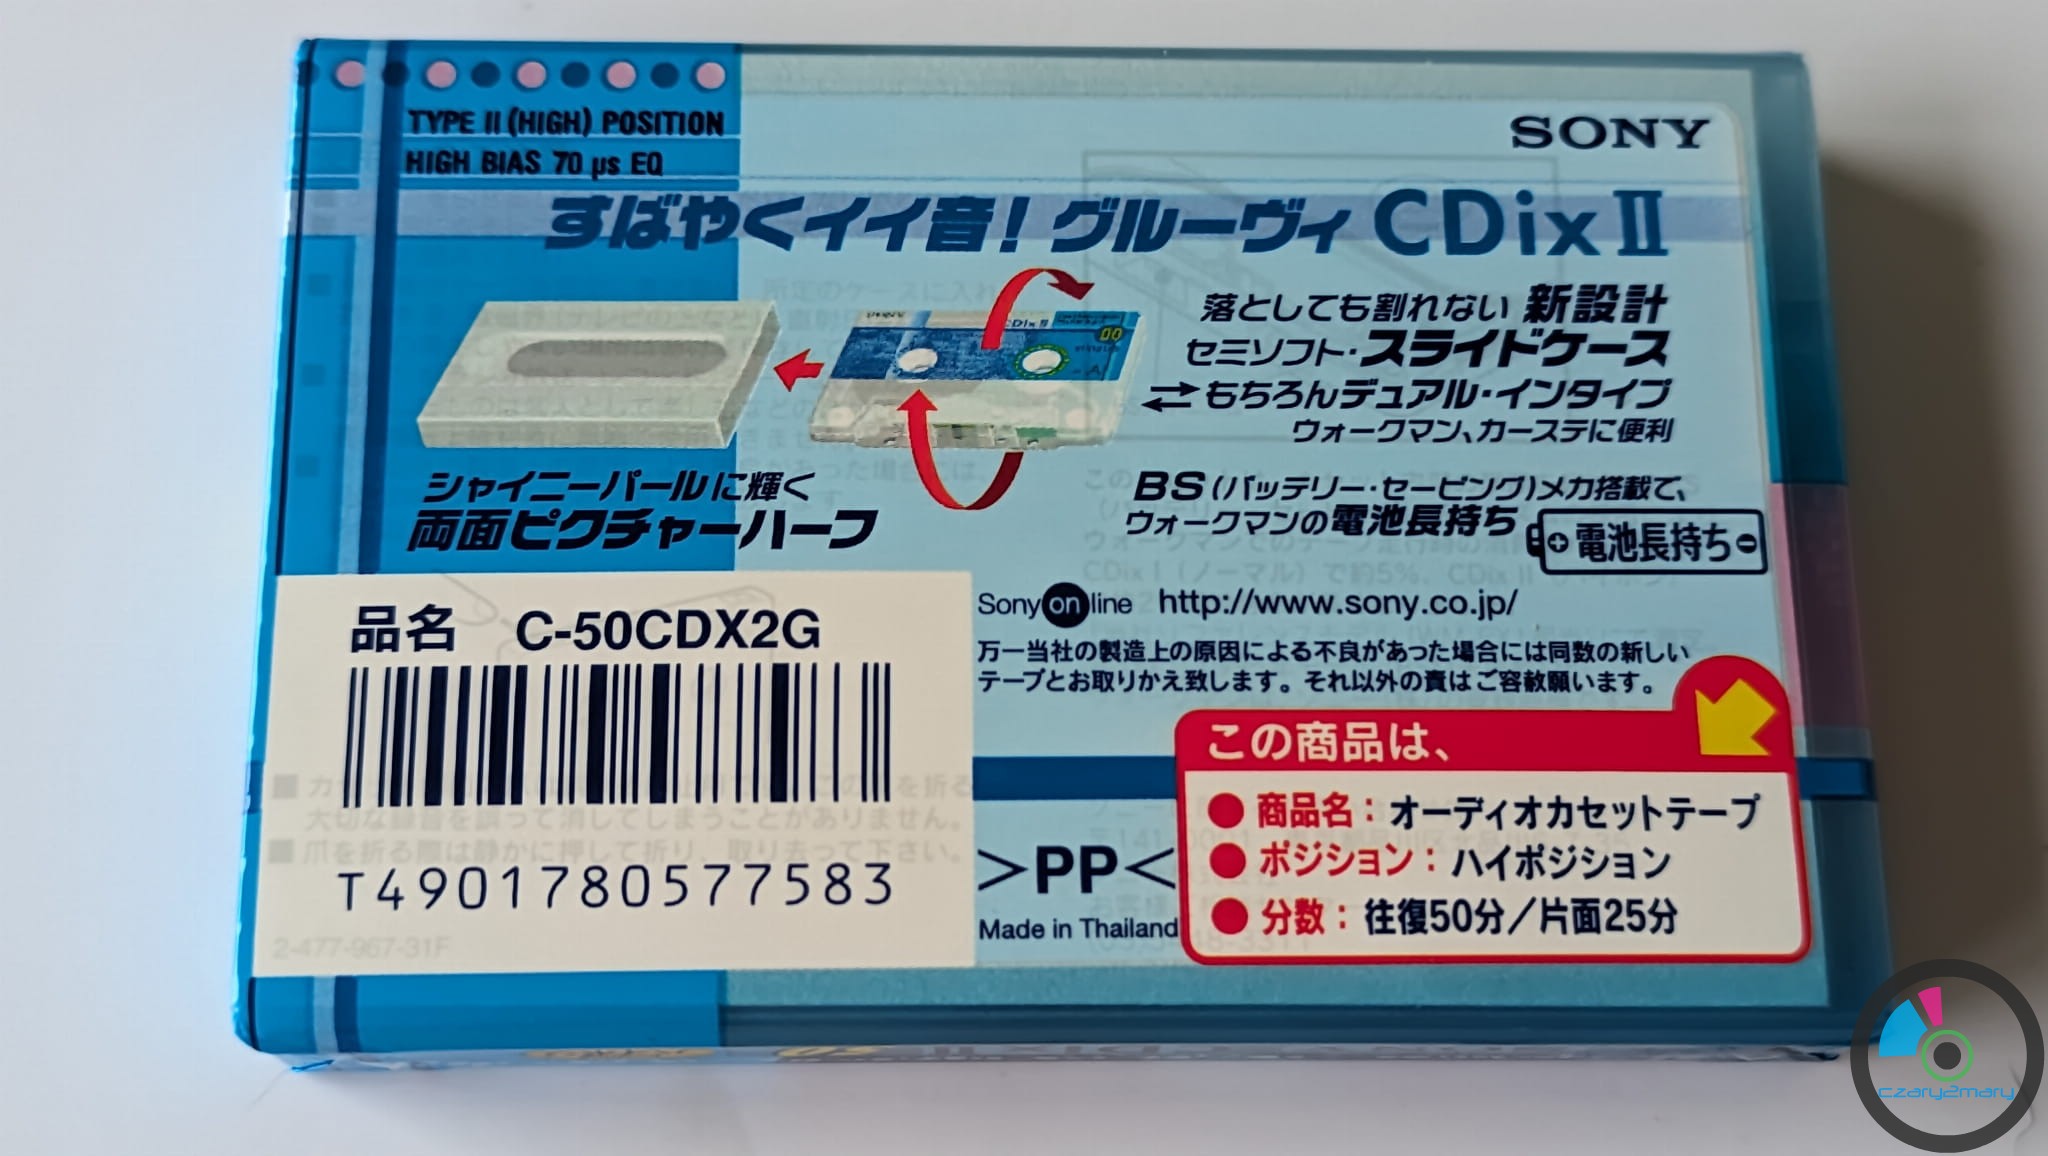 TYPE II (HIGH) POSITION
HIGH BIAS 70 µs EQ
SONY
すばやくイイ音! グルーヴィ CDix II
落としても割れない 新設計
セミソフト・スライドケース
⇄もちろんデュアル・インタイプ
ウォークマン、カーステに便利
シャイニーパールに輝く
両面ピクチャーハーフ
BS(バッテリー・セービング)メカ搭載で、
ウォークマンの電池長持ち
⊕電池長持ち⊖
品名 C-50CDX2G
T4901780577583
Sony on line http://www.sony.co.jp/
万一当社の製造上の原因による不良があった場合には同数の新しい
テープとお取りかえ致します。それ以外の責はご容赦願います。
>PP<
Made in Thailand
この商品は、
● 商品名: オーディオカセットテープ
● ポジション: ハイポジション
● 分数: 往復50分/片面25分
2-477-967-31F
czary2mary